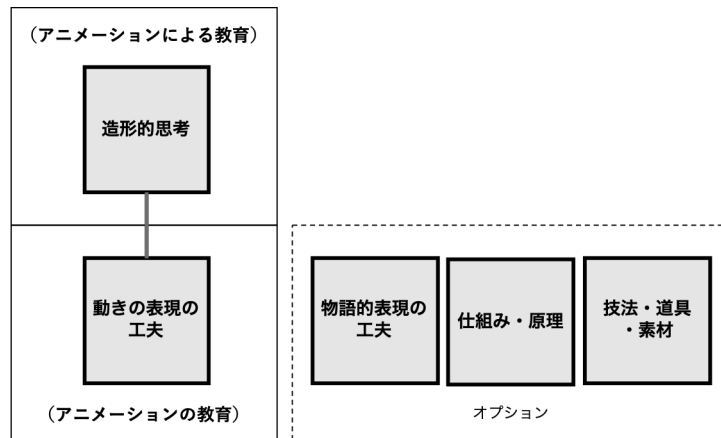 （アニメーションによる教育）
造形的思考
動きの表現の
工夫
物語的表現の
工夫
仕組み・原理
技法・道具
・素材
（アニメーションの教育）
オプション